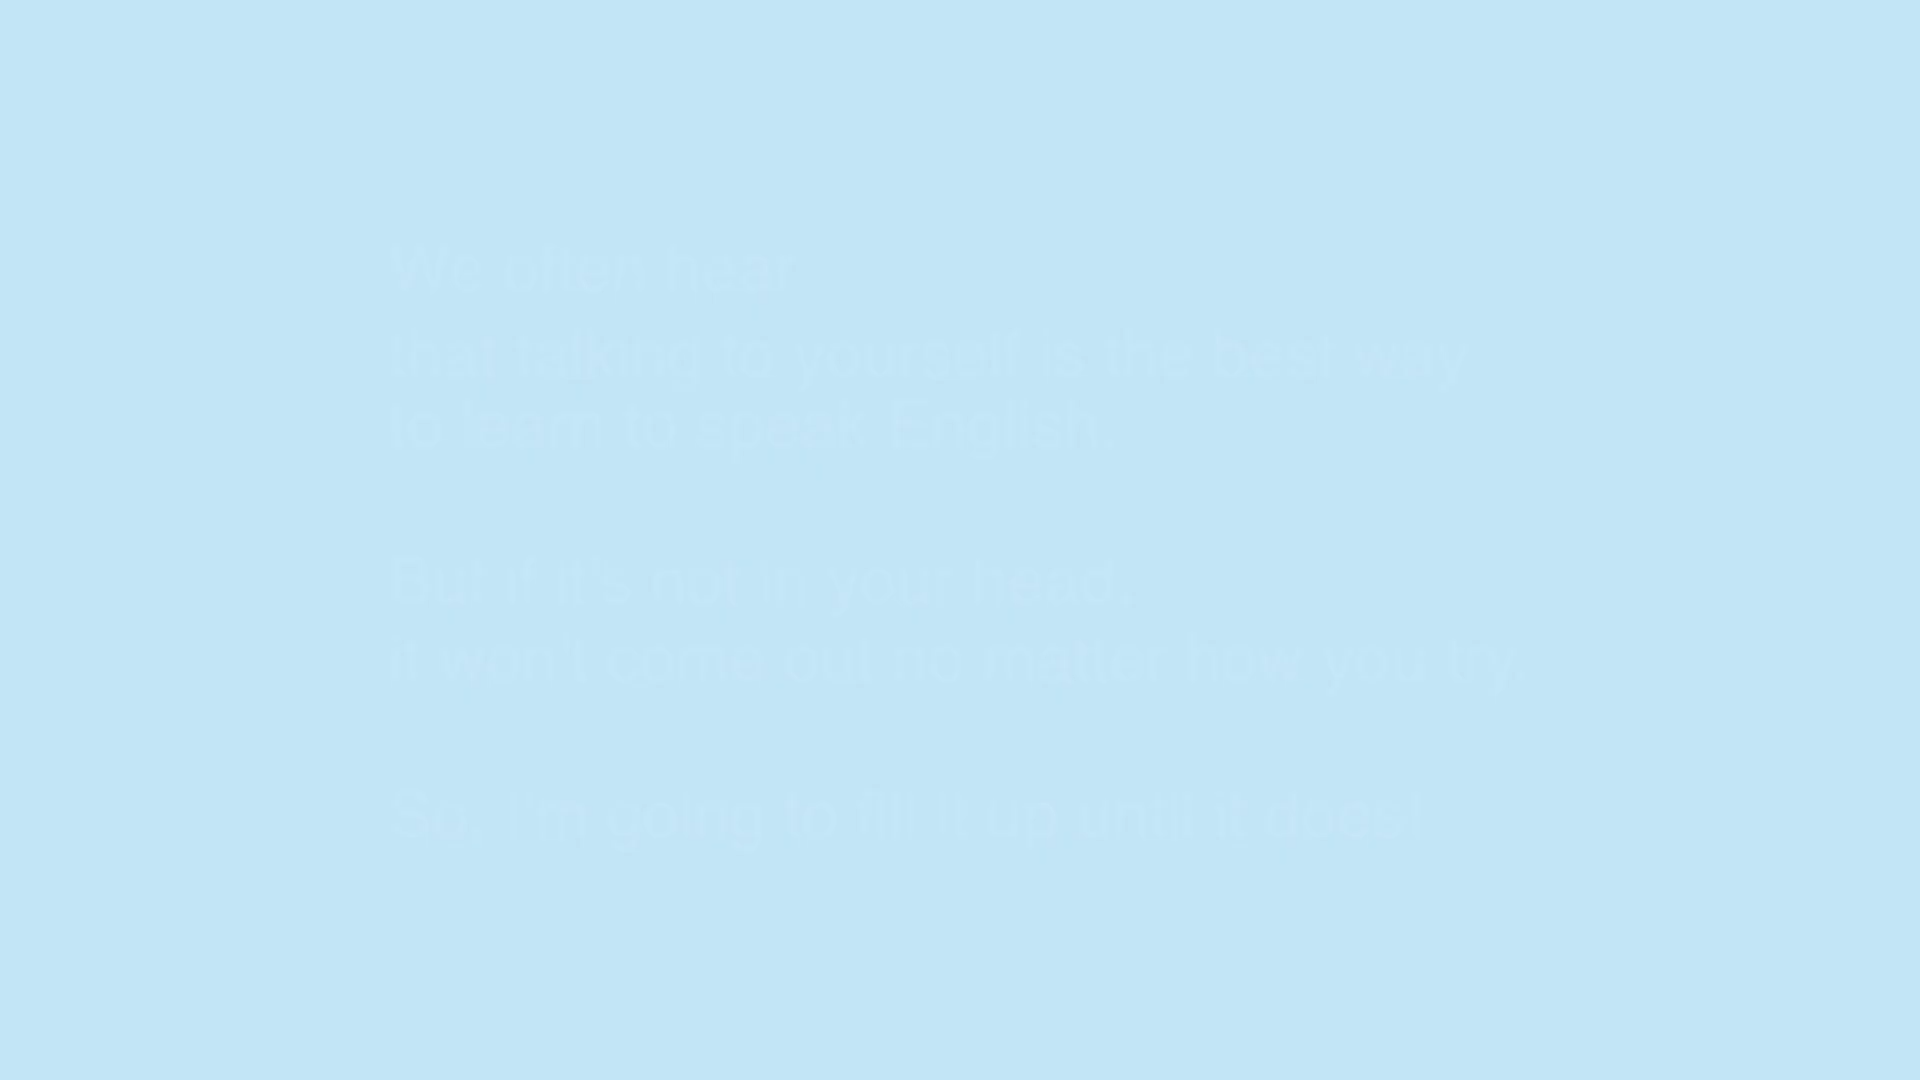 We often hear
that talking to yourself is the best way
to learn to speak English.
But if it's not in your head,
it won't come out no matter how you try.
So, I'm going to fill it up until it does!